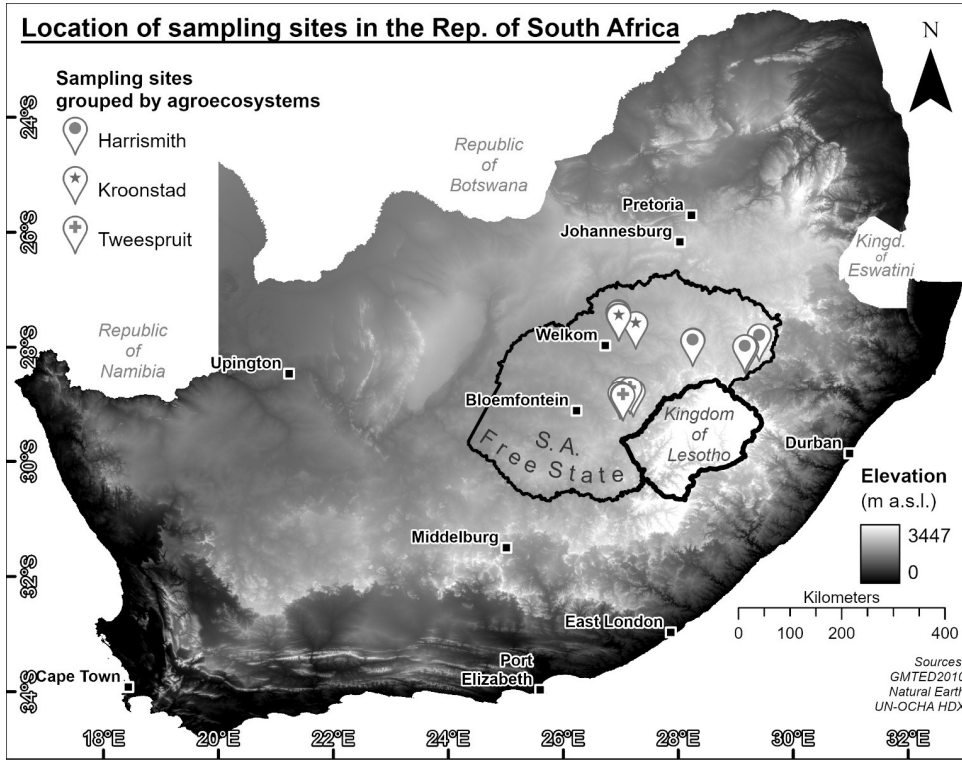 Location of sampling sites in the Rep. of South Africa
N
Sampling sites
grouped by agroecosystems
Harrismith
Kroonstad
Tweespruit
24°S
26°S
28°S
30°S
32°S
34°S
Republic
of
Botswana
Pretoria
Johannesburg
Kingd.
of
Eswatini
Republic
of
Namibia
Upington
Welkom
Bloemfontein
Kingdom
of
Lesotho
S.A.
Free State
Durban
Middelburg
East London
Port
Elizabeth
Cape Town
Elevation
(m a.s.l.)
3447
0
Kilometers
0 100 200 400
Sources:
GMTED2010
Natural Earth
UN-OCHA HDX
18°E 20°E 22°E 24°E 26°E 28°E 30°E 32°E